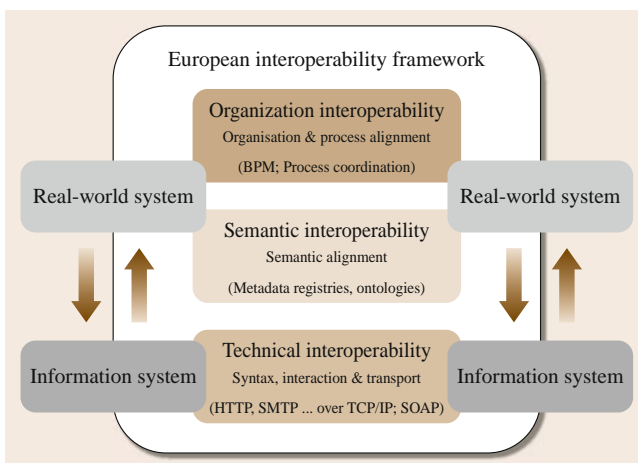 European interoperability framework
Organization interoperability
Organisation & process alignment
(BPM; Process coordination)
Real-world system
Real-world system
Semantic interoperability
Semantic alignment
(Metadata registries, ontologies)
Technical interoperability
Information system
Syntax, interaction & transport
Information system
(HTTP, SMTP ... over TCP/IP; SOAP)